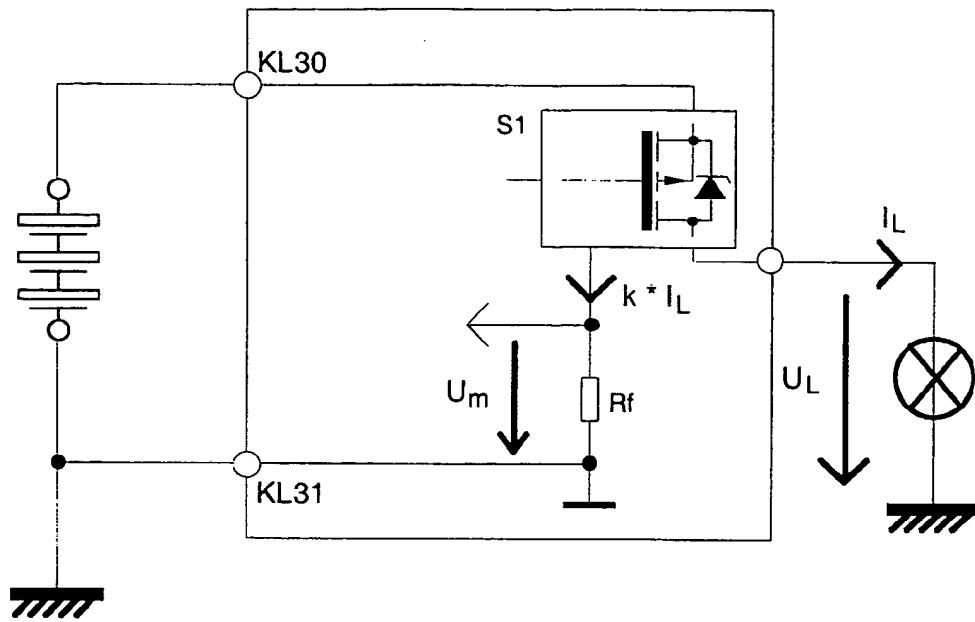 KL30
S1
I_L
k * I_L
U_m
Rf
U_L
KL31